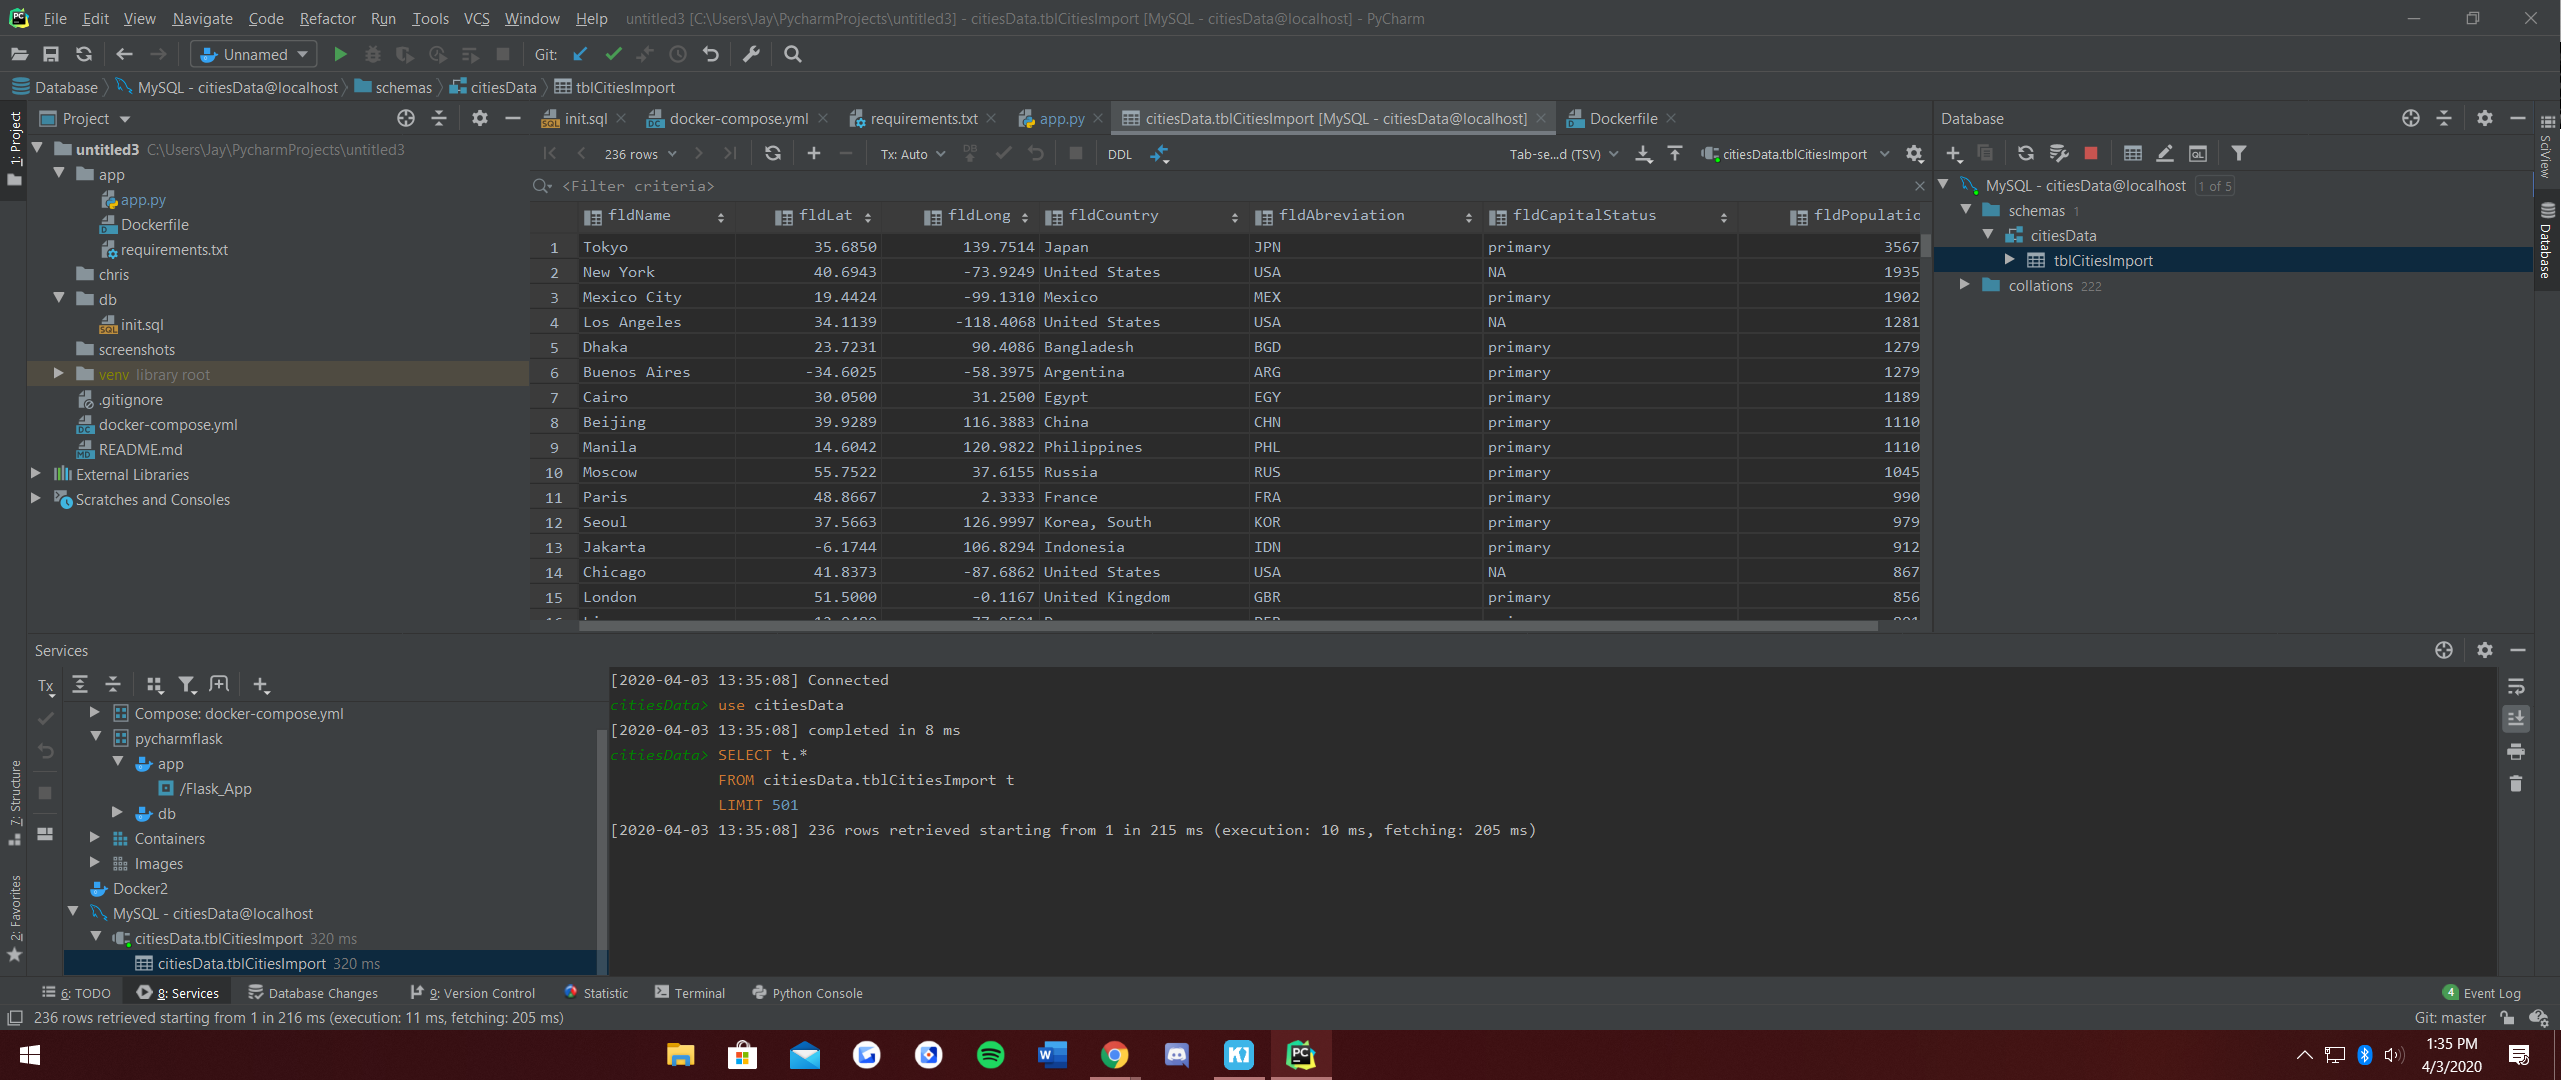 File Edit View Navigate Code Refactor Run Tools VCS Window Help untitled3 [C:\Users\Jay\PycharmProjects\untitled3] - citiesData.tblCitiesImport [MySQL - citiesData@localhost] - PyCharm
Unnamed Git:
Database MySQL - citiesData@localhost schemas citiesData tblCitiesImport
1: Project
7: Structure
2: Favorites
Project
untitled3 C:\Users\Jay\PycharmProjects\untitled3
app
app.py
Dockerfile
requirements.txt
chris
db
init.sql
screenshots
venv library root
.gitignore
docker-compose.yml
README.md
External Libraries
Scratches and Consoles
init.sql docker-compose.yml requirements.txt app.py citiesData.tblCitiesImport [MySQL - citiesData@localhost] Dockerfile
236 rows Tx: Auto DB DDL Tab-se...d (TSV) citiesData.tblCitiesImport
<Filter criteria>
fldName fldLat fldLong fldCountry fldAbreviation fldCapitalStatus fldPopulatio
1 Tokyo 35.6850 139.7514 Japan JPN primary 3567
2 New York 40.6943 -73.9249 United States USA NA 1935
3 Mexico City 19.4424 -99.1310 Mexico MEX primary 1902
4 Los Angeles 34.1139 -118.4068 United States USA NA 1281
5 Dhaka 23.7231 90.4086 Bangladesh BGD primary 1279
6 Buenos Aires -34.6025 -58.3975 Argentina ARG primary 1279
7 Cairo 30.0500 31.2500 Egypt EGY primary 1189
8 Beijing 39.9289 116.3883 China CHN primary 1110
9 Manila 14.6042 120.9822 Philippines PHL primary 1110
10 Moscow 55.7522 37.6155 Russia RUS primary 1045
11 Paris 48.8667 2.3333 France FRA primary 990
12 Seoul 37.5663 126.9997 Korea, South KOR primary 979
13 Jakarta -6.1744 106.8294 Indonesia IDN primary 912
14 Chicago 41.8373 -87.6862 United States USA NA 867
15 London 51.5000 -0.1167 United Kingdom GBR primary 856
Database
QL
MySQL - citiesData@localhost 1 of 5
schemas 1
citiesData
tblCitiesImport
collations 222
SciView
Database
Services
Tx
Compose: docker-compose.yml
pycharmflask
app
/Flask_App
db
Containers
Images
Docker2
MySQL - citiesData@localhost
citiesData.tblCitiesImport 320 ms
citiesData.tblCitiesImport 320 ms
[2020-04-03 13:35:08] Connected
citiesData> use citiesData
[2020-04-03 13:35:08] completed in 8 ms
citiesData> SELECT t.*
FROM citiesData.tblCitiesImport t
LIMIT 501
[2020-04-03 13:35:08] 236 rows retrieved starting from 1 in 215 ms (execution: 10 ms, fetching: 205 ms)
6: TODO 8: Services Database Changes 9: Version Control Statistic Terminal Python Console 4 Event Log
236 rows retrieved starting from 1 in 216 ms (execution: 11 ms, fetching: 205 ms) Git: master
1:35 PM
4/3/2020